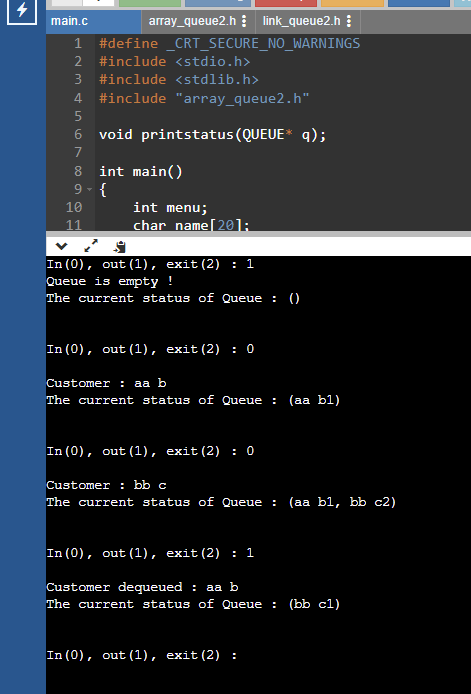 main.c array_queue2.h link_queue2.h
1 #define _CRT_SECURE_NO_WARNINGS
2 #include <stdio.h>
3 #include <stdlib.h>
4 #include "array_queue2.h"
5
6 void printstatus(QUEUE* q);
7
8 int main()
9 {
10 int menu;
11 char name[20];
In(0), out(1), exit(2) : 1
Queue is empty !
The current status of Queue : ()
In(0), out(1), exit(2) : 0
Customer : aa b
The current status of Queue : (aa b1)
In(0), out(1), exit(2) : 0
Customer : bb c
The current status of Queue : (aa b1, bb c2)
In(0), out(1), exit(2) : 1
Customer dequeued : aa b
The current status of Queue : (bb c1)
In(0), out(1), exit(2) :